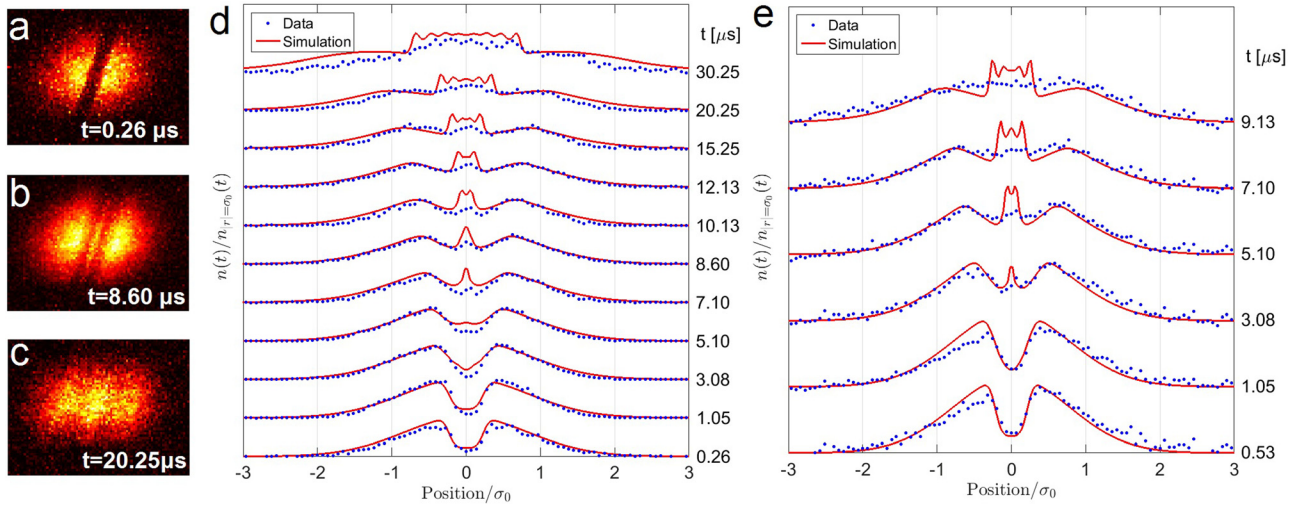 a
t=0.26 μs
b
t=8.60 μs
c
t=20.25μs
d
Data
Simulation
t [μs]
30.25
20.25
15.25
12.13
10.13
8.60
7.10
5.10
3.08
1.05
0.26
n(t)/n|r|=σ0(t)
-3 -2 -1 0 1 2 3
Position/σ0
e
Data
Simulation
t [μs]
9.13
7.10
5.10
3.08
1.05
0.53
n(t)/n|r|=σ0(t)
-3 -2 -1 0 1 2 3
Position/σ0